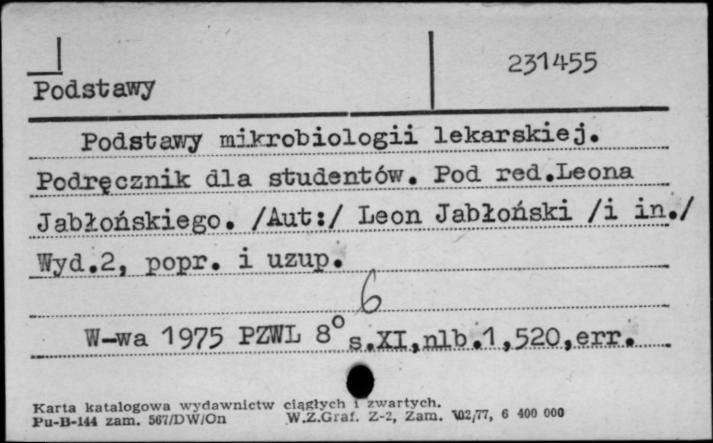 231455
Podstawy
Podstawy mikrobiologii lekarskiej.
Podręcznik dla studentów. Pod red.Leona
Jabłońskiego. /Aut:/ Leon Jabłoński /i in./
Wyd.2, popr. i uzup.
6
W-wa 1975 PZWL 8° s.XI,nlb.1,520,err.
Karta katalogowa wydawnictw ciągłych i zwartych.
Pu-B-144 zam. 567/DW/On W.Z.Graf. Z-2, Zam. 102/77, 6 400 000